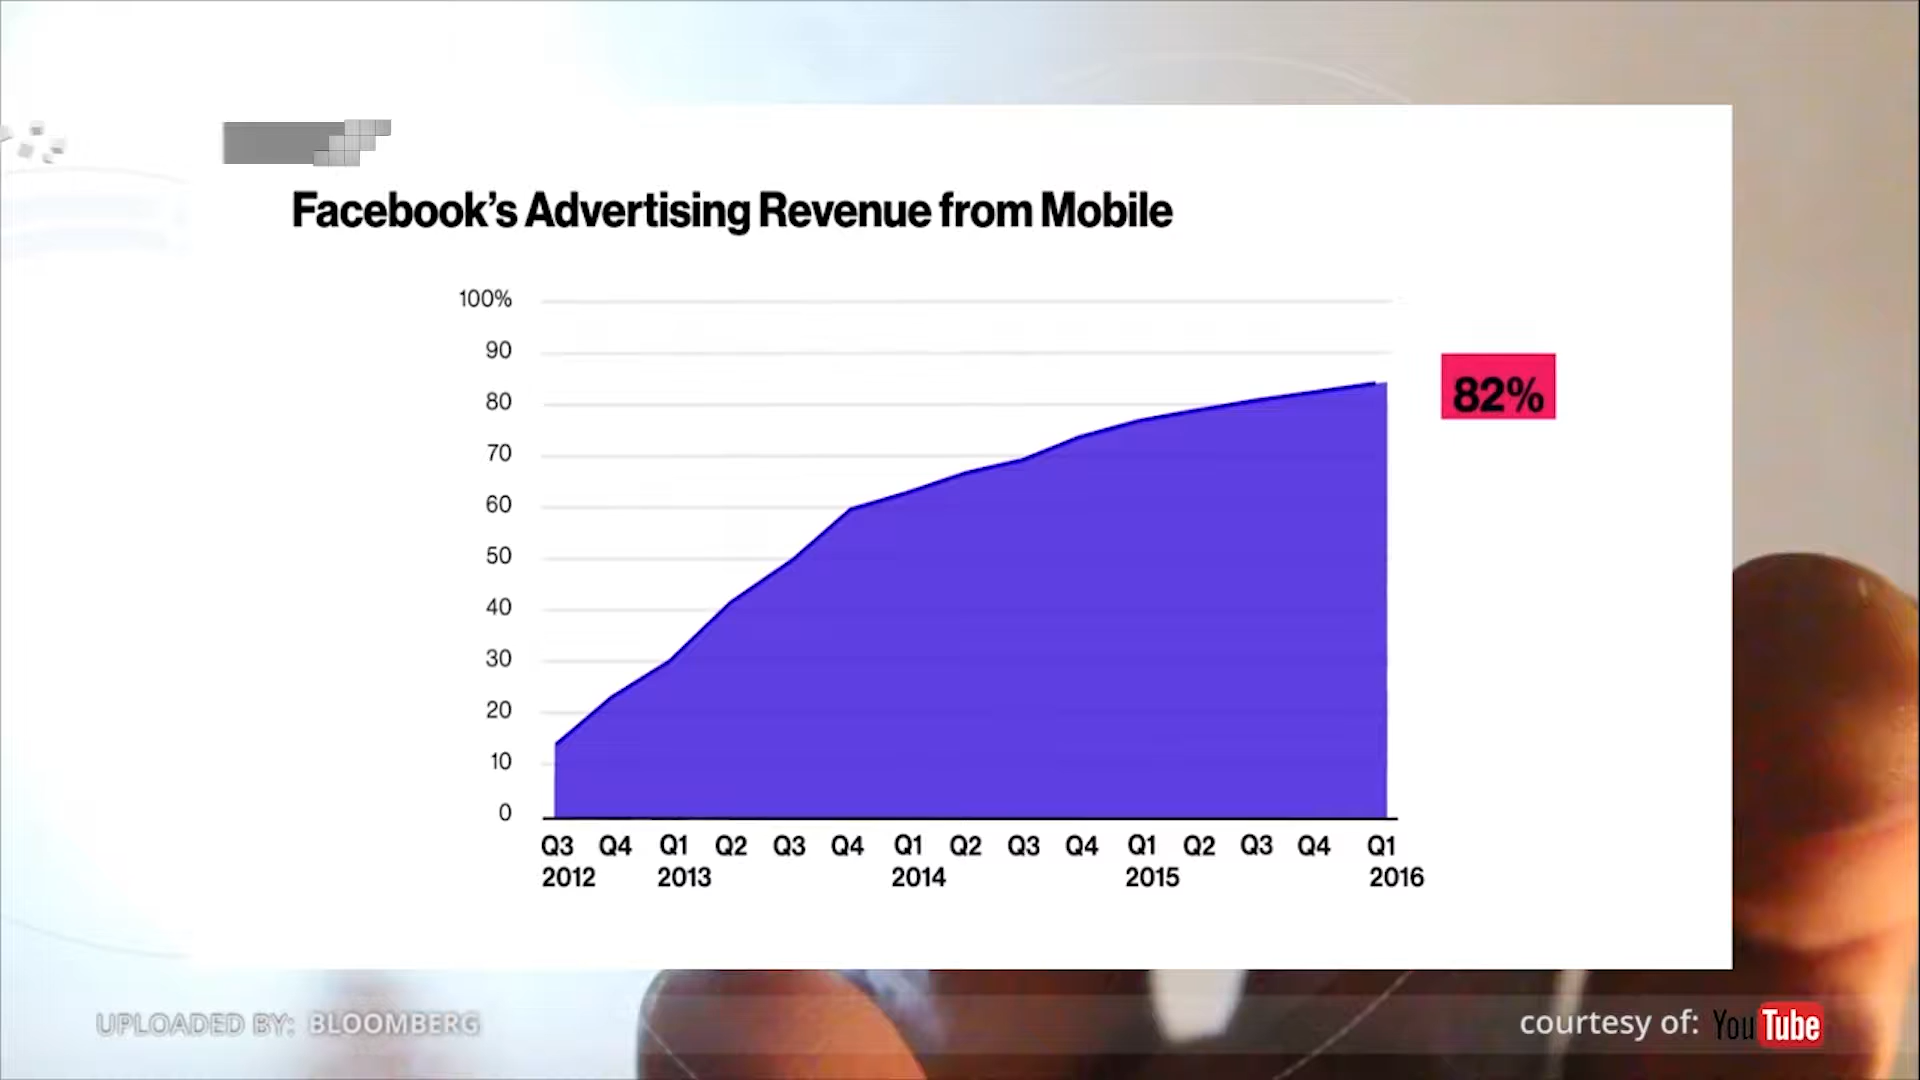 Facebook’s Advertising Revenue from Mobile
100%
90
80
70
60
50
40
30
20
10
0
82%
Q3 Q4 Q1 Q2 Q3 Q4 Q1 Q2 Q3 Q4 Q1 Q2 Q3 Q4 Q1
2012 2013 2014 2015 2016
UPLOADED BY: BLOOMBERG
courtesy of: YouTube